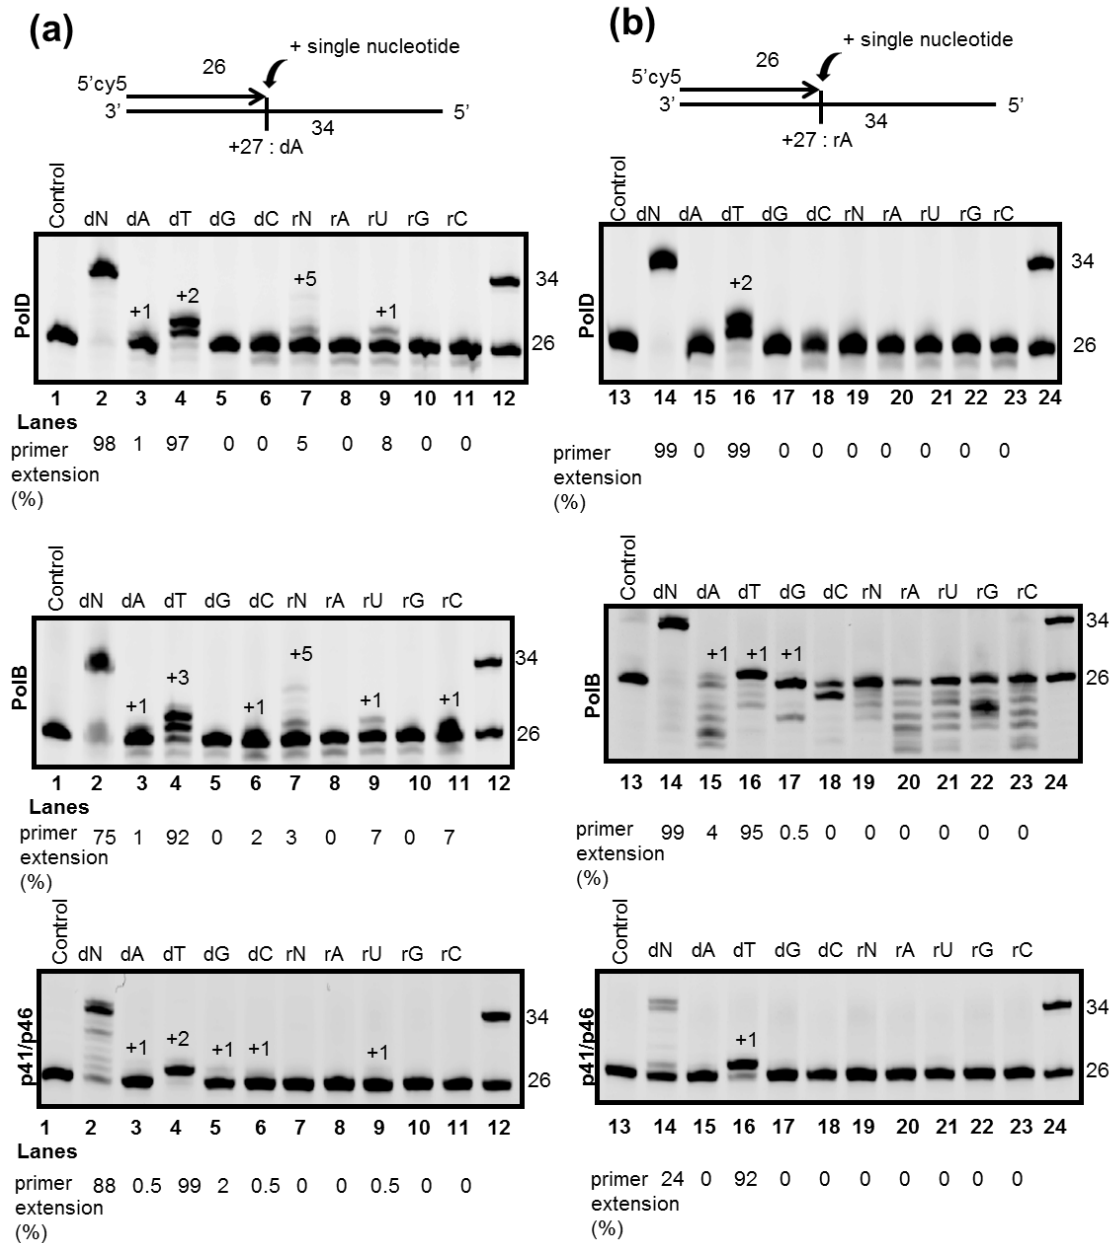 (a)
+ single nucleotide
26
5'cy5
3'
5'
34
+27 : dA
Control dN dA dT dG dC rN rA rU rG rC
PolD
+1 +2 +5 +1
34
26
1 2 3 4 5 6 7 8 9 10 11 12
Lanes
primer extension (%) 98 1 97 0 0 5 0 8 0 0
Control dN dA dT dG dC rN rA rU rG rC
PolB
+1 +3 +1 +5 +1 +1
34
26
1 2 3 4 5 6 7 8 9 10 11 12
Lanes
primer extension (%) 75 1 92 0 2 3 0 7 0 7
Control dN dA dT dG dC rN rA rU rG rC
p41/p46
+1 +2 +1 +1 +1
34
26
1 2 3 4 5 6 7 8 9 10 11 12
Lanes
primer extension (%) 88 0.5 99 2 0.5 0 0 0.5 0 0
(b)
+ single nucleotide
26
5'cy5
3'
5'
34
+27 : rA
Control dN dA dT dG dC rN rA rU rG rC
PolD
+2
34
26
13 14 15 16 17 18 19 20 21 22 23 24
primer extension (%) 99 0 99 0 0 0 0 0 0 0
Control dN dA dT dG dC rN rA rU rG rC
PolB
+1 +1 +1
34
26
13 14 15 16 17 18 19 20 21 22 23 24
primer extension (%) 99 4 95 0.5 0 0 0 0 0 0
Control dN dA dT dG dC rN rA rU rG rC
p41/p46
+1
34
26
13 14 15 16 17 18 19 20 21 22 23 24
primer extension (%) 24 0 92 0 0 0 0 0 0 0